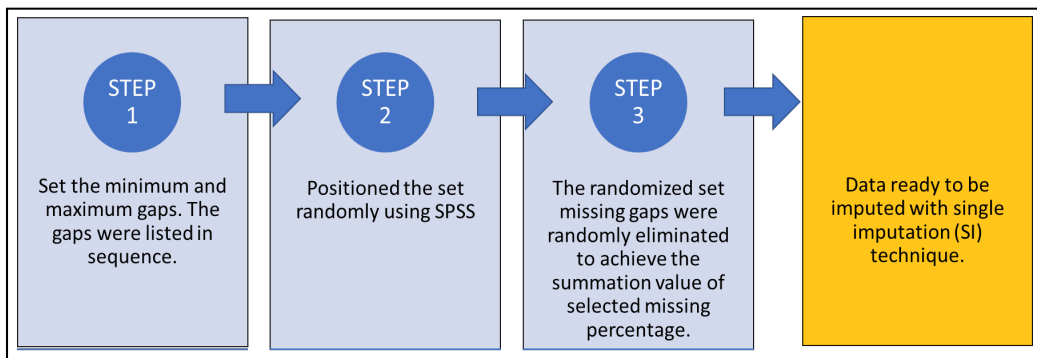 STEP
1
Set the minimum and
maximum gaps. The
gaps were listed in
sequence.
STEP
2
Positioned the set
randomly using SPSS
STEP
3
The randomized set
missing gaps were
randomly eliminated
to achieve the
summation value of
selected missing
percentage.
Data ready to be
imputed with single
imputation (SI)
technique.